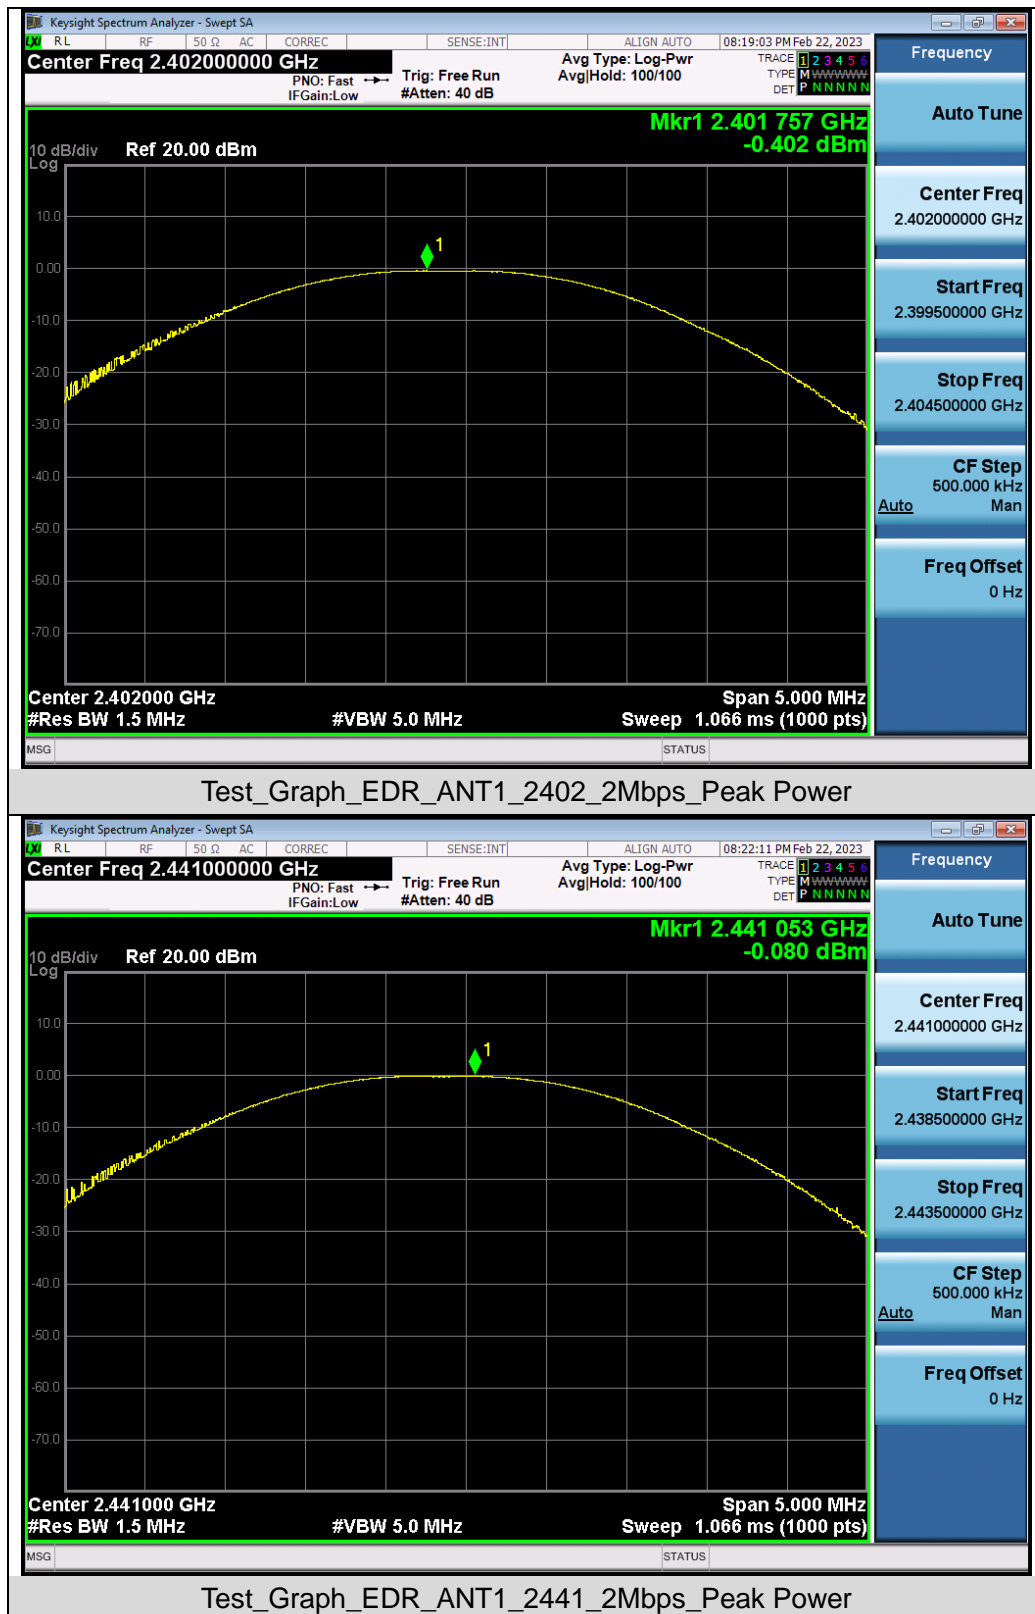 Keysight Spectrum Analyzer - Swept SA
LXI RL RF 50 Ω AC CORREC SENSE:INT ALIGN AUTO 08:19:03 PM Feb 22, 2023
Center Freq 2.402000000 GHz
PNO: Fast
IFGain:Low
Trig: Free Run
#Atten: 40 dB
Avg Type: Log-Pwr
Avg|Hold: 100/100
TRACE 1 2 3 4 5 6
TYPE M WWWWW
DET P N N N N N
Mkr1 2.401 757 GHz
-0.402 dBm
10 dB/div Ref 20.00 dBm
Log
1
10.0
0.00
-10.0
-20.0
-30.0
-40.0
-50.0
-60.0
-70.0
Center 2.402000 GHz Span 5.000 MHz
#Res BW 1.5 MHz #VBW 5.0 MHz Sweep 1.066 ms (1000 pts)
MSG STATUS
Frequency
Auto Tune
Center Freq
2.402000000 GHz
Start Freq
2.399500000 GHz
Stop Freq
2.404500000 GHz
CF Step
500.000 kHz
Auto Man
Freq Offset
0 Hz
Test_Graph_EDR_ANT1_2402_2Mbps_Peak Power
Keysight Spectrum Analyzer - Swept SA
LXI RL RF 50 Ω AC CORREC SENSE:INT ALIGN AUTO 08:22:11 PM Feb 22, 2023
Center Freq 2.441000000 GHz
PNO: Fast
IFGain:Low
Trig: Free Run
#Atten: 40 dB
Avg Type: Log-Pwr
Avg|Hold: 100/100
TRACE 1 2 3 4 5 6
TYPE M WWWWW
DET P N N N N N
Mkr1 2.441 053 GHz
-0.080 dBm
10 dB/div Ref 20.00 dBm
Log
1
10.0
0.00
-10.0
-20.0
-30.0
-40.0
-50.0
-60.0
-70.0
Center 2.441000 GHz Span 5.000 MHz
#Res BW 1.5 MHz #VBW 5.0 MHz Sweep 1.066 ms (1000 pts)
MSG STATUS
Frequency
Auto Tune
Center Freq
2.441000000 GHz
Start Freq
2.438500000 GHz
Stop Freq
2.443500000 GHz
CF Step
500.000 kHz
Auto Man
Freq Offset
0 Hz
Test_Graph_EDR_ANT1_2441_2Mbps_Peak Power